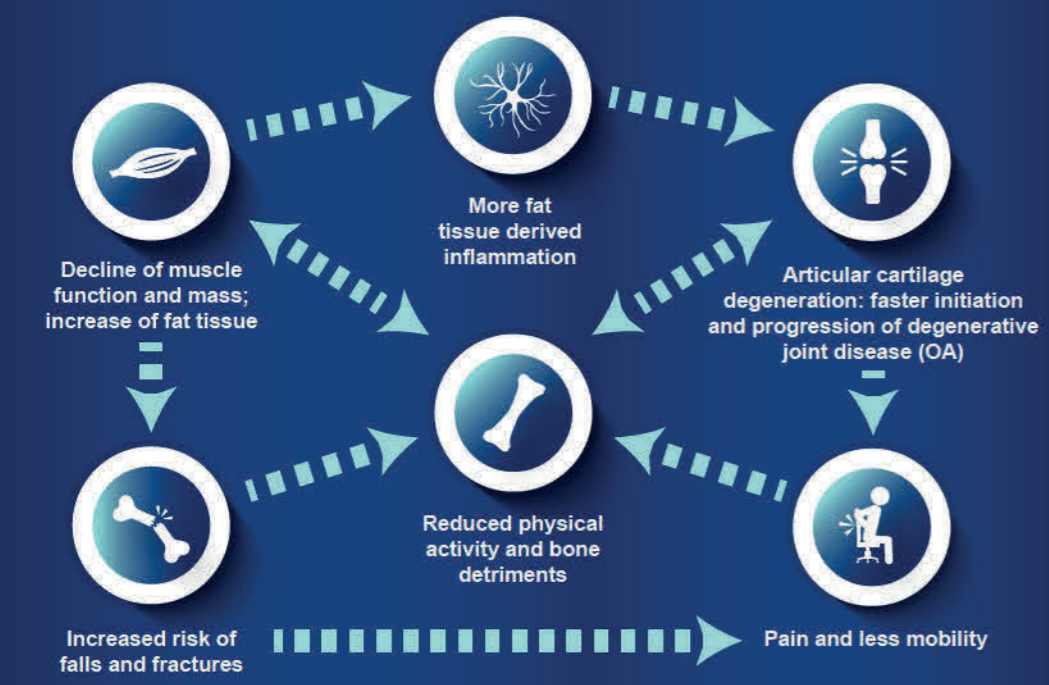 More fat
tissue derived
inflammation
Decline of muscle
function and mass;
increase of fat tissue
Articular cartilage
degeneration: faster initiation
and progression of degenerative
joint disease (OA)
Reduced physical
activity and bone
detriments
Increased risk of
falls and fractures
Pain and less mobility